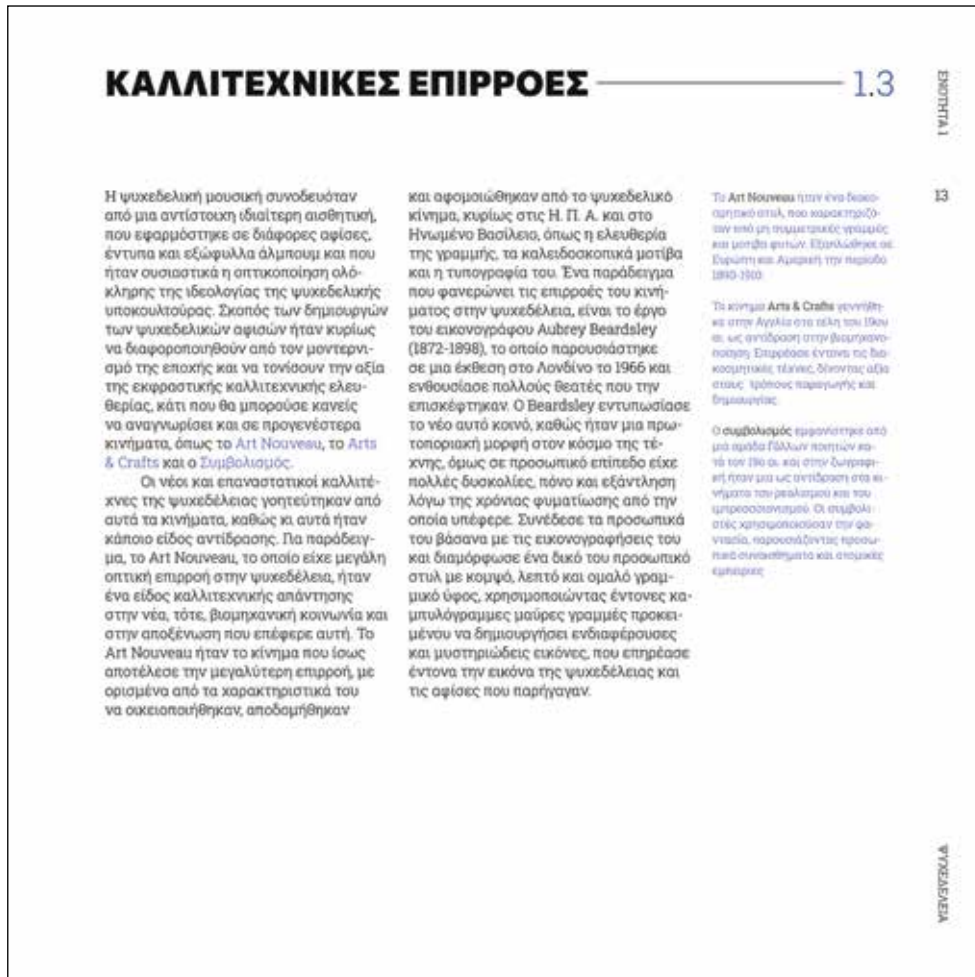 ΚΑΛΛΙΤΕΧΝΙΚΕΣ ΕΠΙΡΡΟΕΣ 1.3
ΕΝΟΤΗΤΑ 1
13
Η ψυχεδελική μουσική συνοδευόταν
από μια αντίστοιχη ιδιαίτερη αισθητική,
που εφαρμόστηκε σε διάφορες αφίσες,
έντυπα και εξώφυλλα άλμπουμ και που
ήταν ουσιαστικά η οπτικοποίηση ολό-
κληρης της ιδεολογίας της ψυχεδελικής
υποκουλτούρας. Σκοπός των δημιουργών
των ψυχεδελικών αφισών ήταν κυρίως
να διαφοροποιηθούν από τον μοντερνι-
σμό της εποχής και να τονίσουν την αξία
της εκφραστικής καλλιτεχνικής ελευ-
θερίας, κάτι που θα μπορούσε κανείς
να αναγνωρίσει και σε προγενέστερα
κινήματα, όπως το Art Nouveau, το Arts
& Crafts και ο Συμβολισμός.
Οι νέοι και επαναστατικοί καλλιτέ-
χνες της ψυχεδέλειας γοητεύτηκαν από
αυτά τα κινήματα, καθώς κι αυτά ήταν
κάποιο είδος αντίδρασης. Για παράδειγ-
μα, το Art Nouveau, το οποίο είχε μεγάλη
οπτική επιρροή στην ψυχεδέλεια, ήταν
ένα είδος καλλιτεχνικής απάντησης
στην νέα, τότε, βιομηχανική κοινωνία και
στην αποξένωση που επέφερε αυτή. Το
Art Nouveau ήταν το κίνημα που ίσως
αποτέλεσε την μεγαλύτερη επιρροή, με
ορισμένα από τα χαρακτηριστικά του
να οικειοποιήθηκαν, αποδομήθηκαν
και αφομοιώθηκαν από το ψυχεδελικό
κίνημα, κυρίως στις Η. Π. Α. και στο
Ηνωμένο Βασίλειο, όπως η ελευθερία
της γραμμής, τα καλειδοσκοπικά μοτίβα
και η τυπογραφία του. Ένα παράδειγμα
που φανερώνει τις επιρροές του κινή-
ματος στην ψυχεδέλεια, είναι το έργο
του εικονογράφου Aubrey Beardsley
(1872-1898), το οποίο παρουσιάστηκε
σε μια έκθεση στο Λονδίνο το 1966 και
ενθουσίασε πολλούς θεατές που την
επισκέφτηκαν. Ο Beardsley εντυπωσίασε
το νέο αυτό κοινό, καθώς ήταν μια πρω-
τοποριακή μορφή στον κόσμο της τέ-
χνης, όμως σε προσωπικό επίπεδο είχε
πολλές δυσκολίες, πόνο και εξάντληση
λόγω της χρόνιας φυματίωσης από την
οποία υπέφερε. Συνέδεσε τα προσωπικά
του βάσανα με τις εικονογραφήσεις του
και διαμόρφωσε ένα δικό του προσωπικό
στυλ με κομψό, λεπτό και ομαλό γραμ-
μικό ύφος, χρησιμοποιώντας έντονες κα-
μπυλόγραμμες μαύρες γραμμές προκει-
μένου να δημιουργήσει ενδιαφέρουσες
και μυστηριώδεις εικόνες, που επηρέασε
έντονα την εικόνα της ψυχεδέλειας και
τις αφίσες που παρήγαγαν.
Το Art Nouveau ήταν ένα διακο-
σμητικό στυλ, που χαρακτηριζό-
ταν από μη συμμετρικές γραμμές
και μοτίβα φυτών. Εξαπλώθηκε σε
Ευρώπη και Αμερική την περίοδο
1890-1910.
Το κίνημα Arts & Crafts γεννήθη-
κε στην Αγγλία στα τέλη του 19ου
αι. ως αντίδραση στην βιομηχανο-
ποίηση. Επηρέασε έντονα τις δια-
κοσμητικές τέχνες, δίνοντας αξία
στους τρόπους παραγωγής και
δημιουργίας.
Ο συμβολισμός εμφανίστηκε από
μια ομάδα Γάλλων ποιητών κα-
τά τον 19ο αι. και στην ζωγραφι-
κή ήταν μια ως αντίδραση στα κι-
νήματα του ρεαλισμού και του
ιμπρεσσιονισμού. Οι συμβολι-
στές χρησιμοποιούσαν την φα-
ντασία, παρουσιάζοντας προσω-
πικά συναισθήματα και ατομικές
εμπειρίες
ΨΥΧΕΔΕΛΕΙΑ